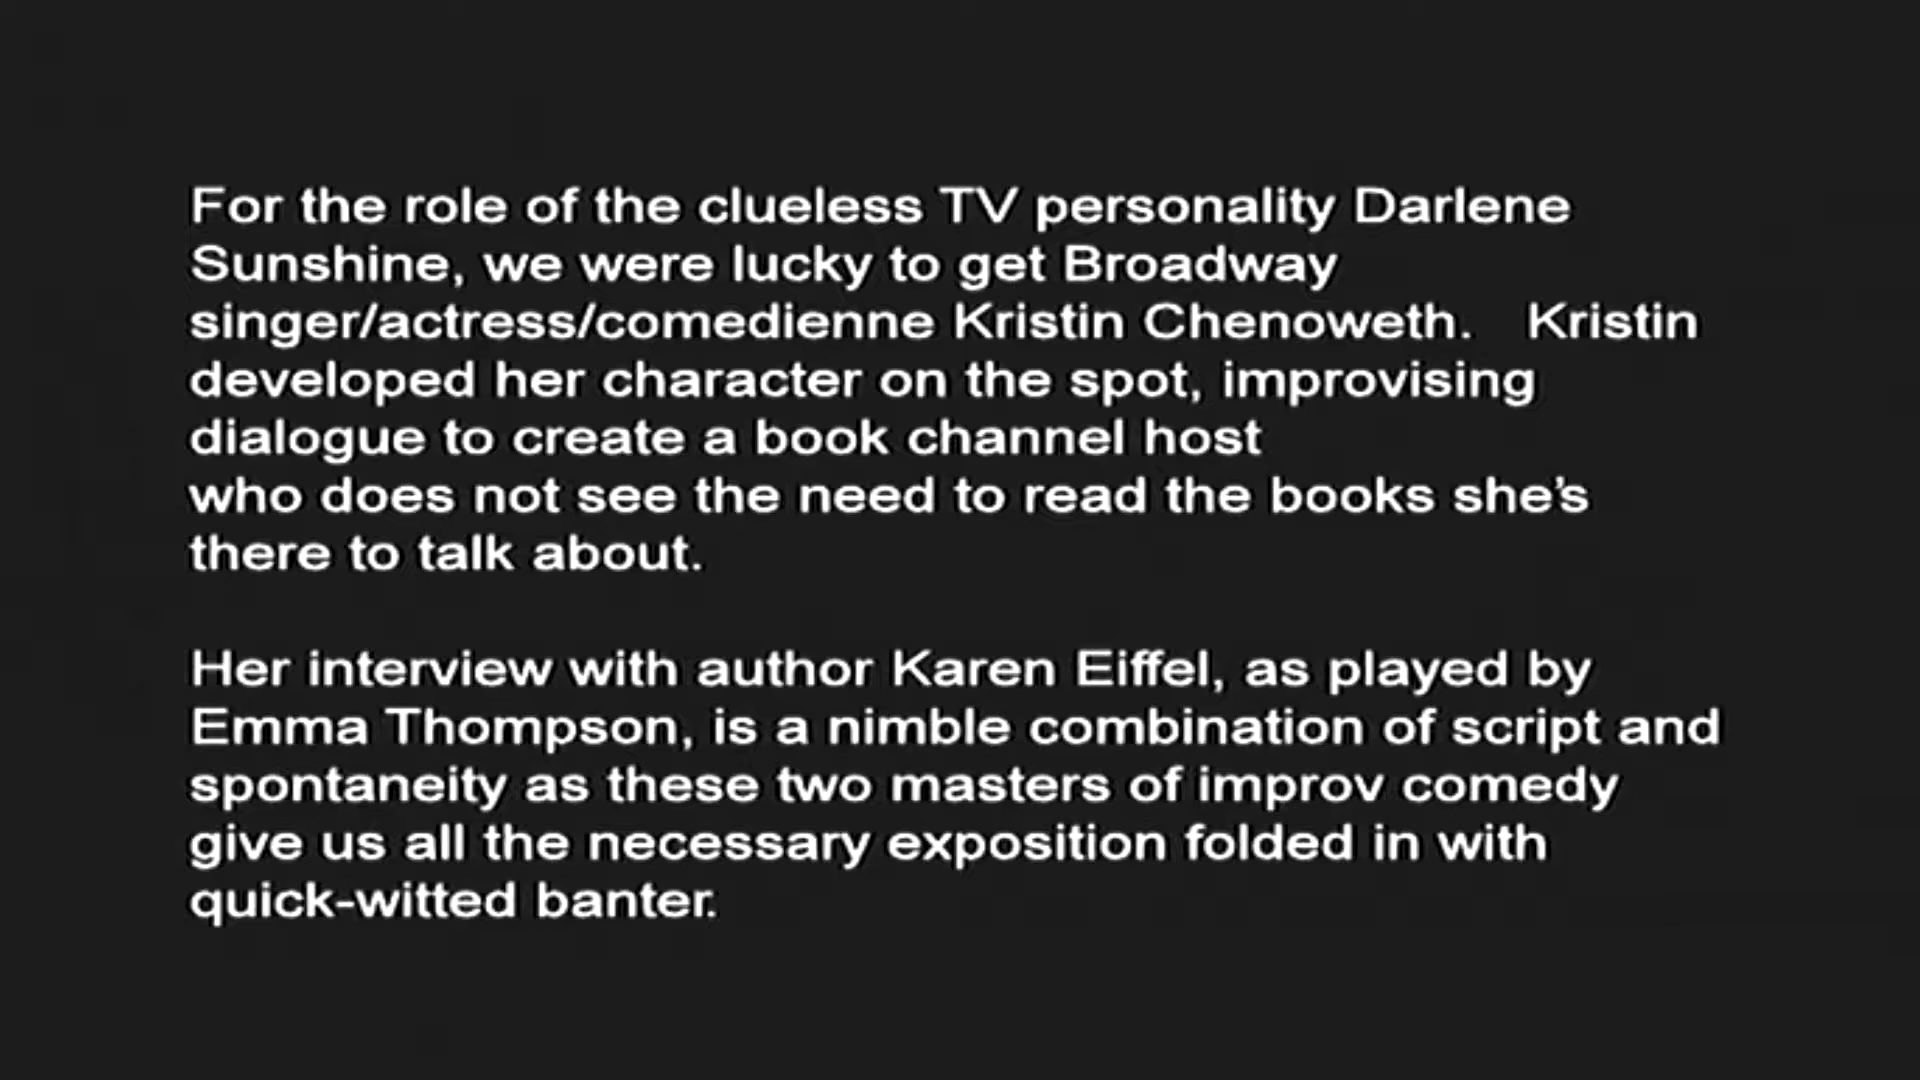 For the role of the clueless TV personality Darlene
Sunshine, we were lucky to get Broadway
singer/actress/comedienne Kristin Chenoweth.   Kristin
developed her character on the spot, improvising
dialogue to create a book channel host
who does not see the need to read the books she’s
there to talk about.

Her interview with author Karen Eiffel, as played by
Emma Thompson, is a nimble combination of script and
spontaneity as these two masters of improv comedy
give us all the necessary exposition folded in with
quick-witted banter.